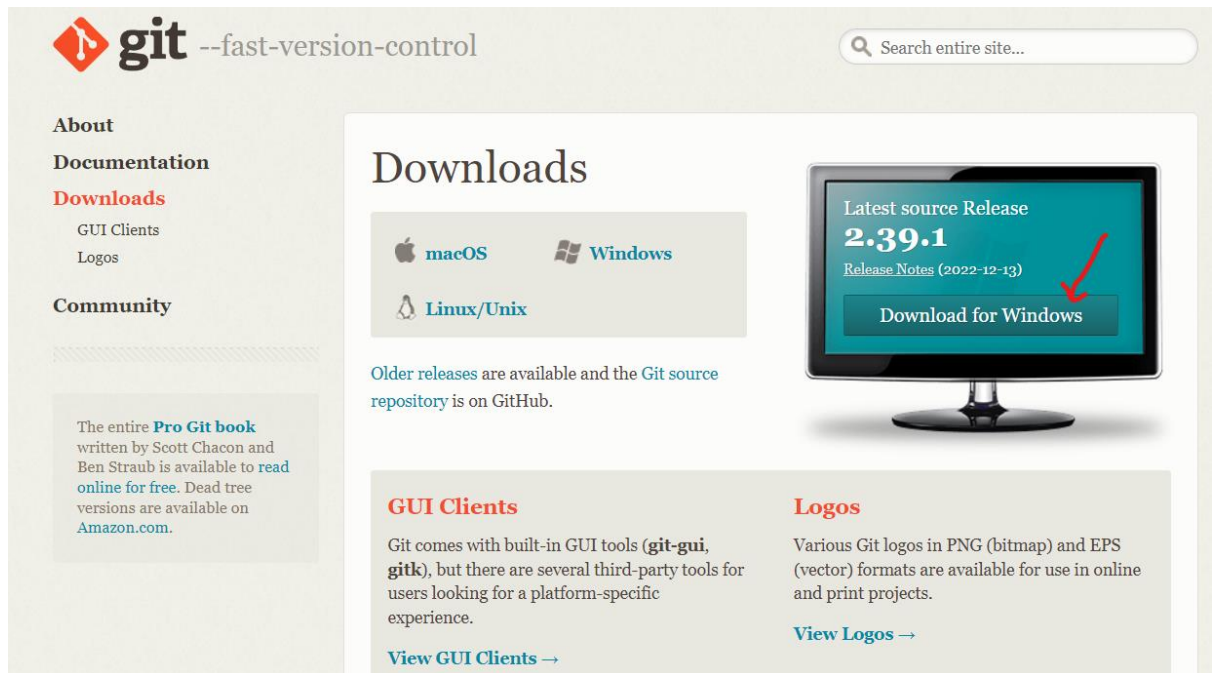 git --fast-version-control
Search entire site...
About
Documentation
Downloads
GUI Clients
Logos
Community
The entire Pro Git book
written by Scott Chacon and
Ben Straub is available to read
online for free. Dead tree
versions are available on
Amazon.com.
Downloads
macOS
Windows
Linux/Unix
Older releases are available and the Git source
repository is on GitHub.
Latest source Release
2.39.1
Release Notes (2022-12-13)
Download for Windows
GUI Clients
Git comes with built-in GUI tools (git-gui,
gitk), but there are several third-party tools for
users looking for a platform-specific
experience.
View GUI Clients →
Logos
Various Git logos in PNG (bitmap) and EPS
(vector) formats are available for use in online
and print projects.
View Logos →